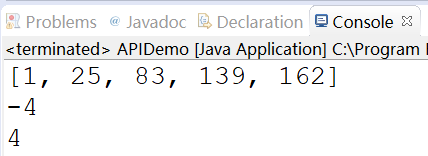 Problems @ Javadoc Declaration Console
<terminated> APIDemo [Java Application] C:\Program
[1, 25, 83, 139, 162]
-4
4